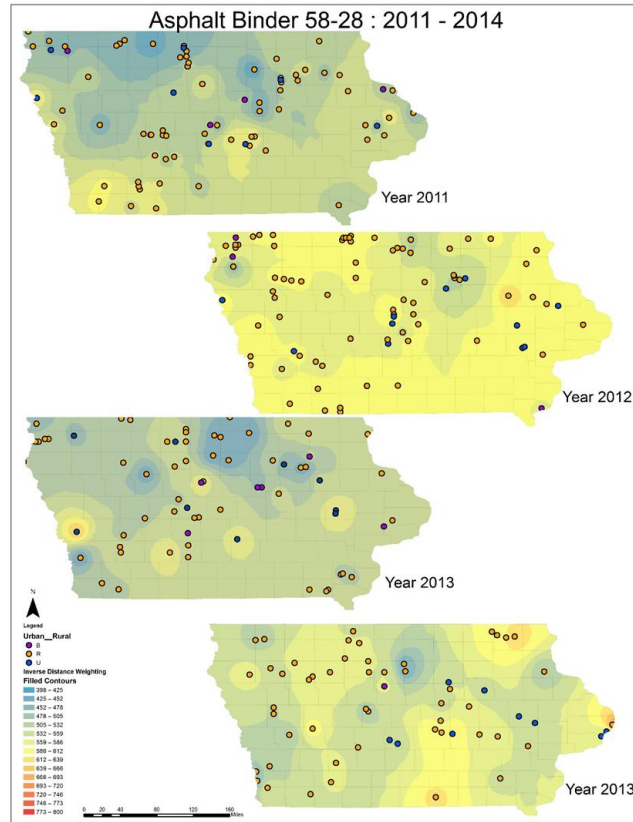 Asphalt Binder 58-28 : 2011 - 2014
Year 2011
Year 2012
Year 2013
N
Legend
Urban__Rural
B
R
U
Inverse Distance Weighting
Filled Contours
398 - 425
425 - 452
452 - 478
478 - 505
505 - 532
532 - 559
559 - 586
586 - 612
612 - 639
639 - 666
666 - 693
693 - 720
720 - 746
746 - 773
773 - 800
0 20 40 80 120 160
Miles
Year 2013